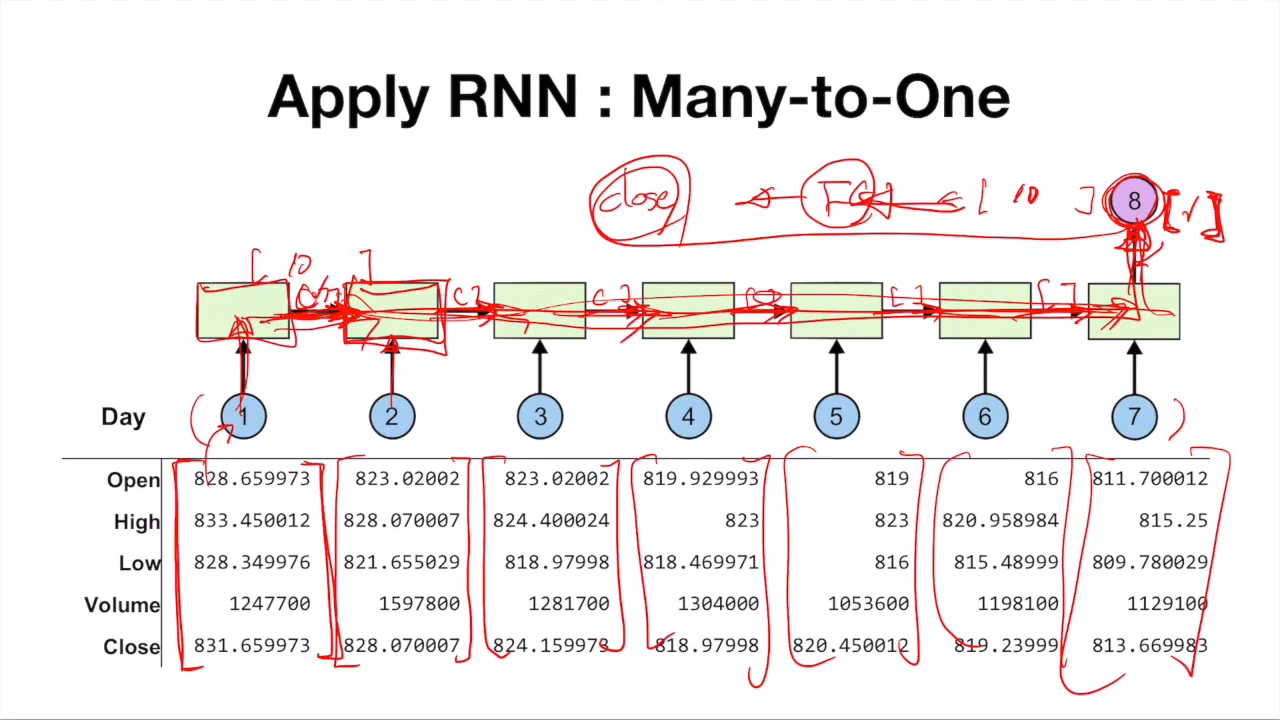 Apply RNN : Many-to-One
close FC [ 10 ] 8 [√]
[ 10 ]
[ ] [ ] [ ] [ ] [ ]
Day 1 2 3 4 5 6 7
Open 828.659973 823.02002 823.02002 819.929993 819 816 811.700012
High 833.450012 828.070007 824.400024 823 823 820.958984 815.25
Low 828.349976 821.655029 818.97998 818.469971 816 815.48999 809.780029
Volume 1247700 1597800 1281700 1304000 1053600 1198100 1129100
Close 831.659973 828.070007 824.159973 818.97998 820.450012 819.23999 813.669983